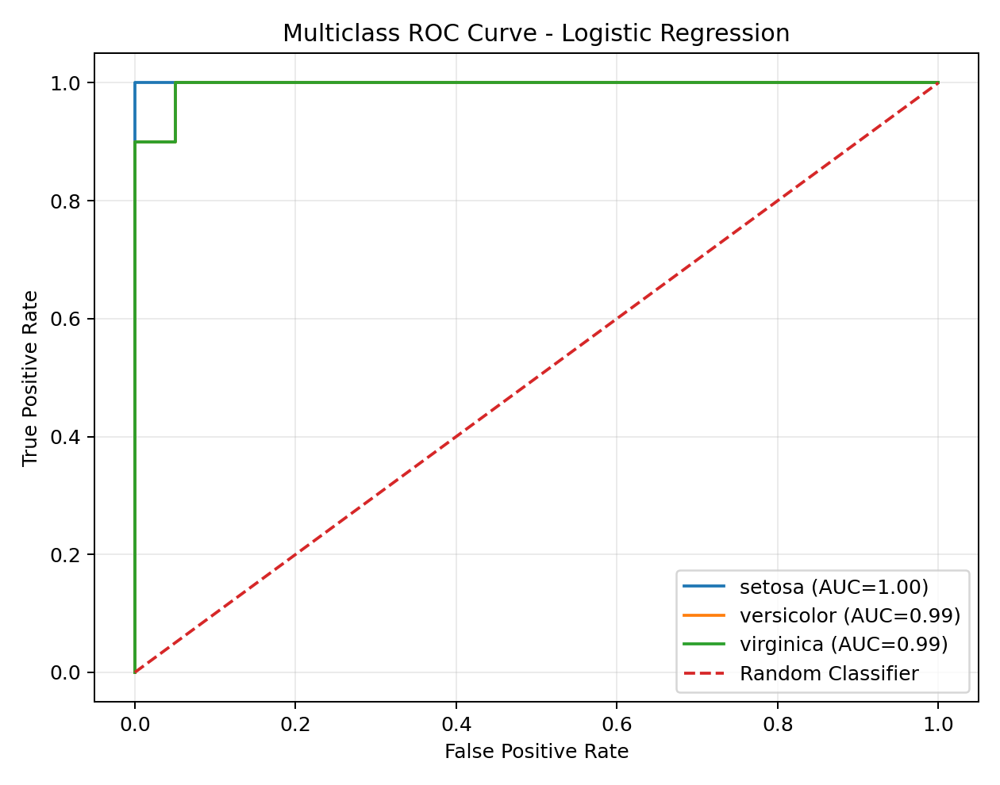 Multiclass ROC Curve - Logistic Regression
1.0
0.8
0.6
0.4
0.2
0.0
True Positive Rate
setosa (AUC=1.00)
versicolor (AUC=0.99)
virginica (AUC=0.99)
Random Classifier
0.0 0.2 0.4 0.6 0.8 1.0
False Positive Rate